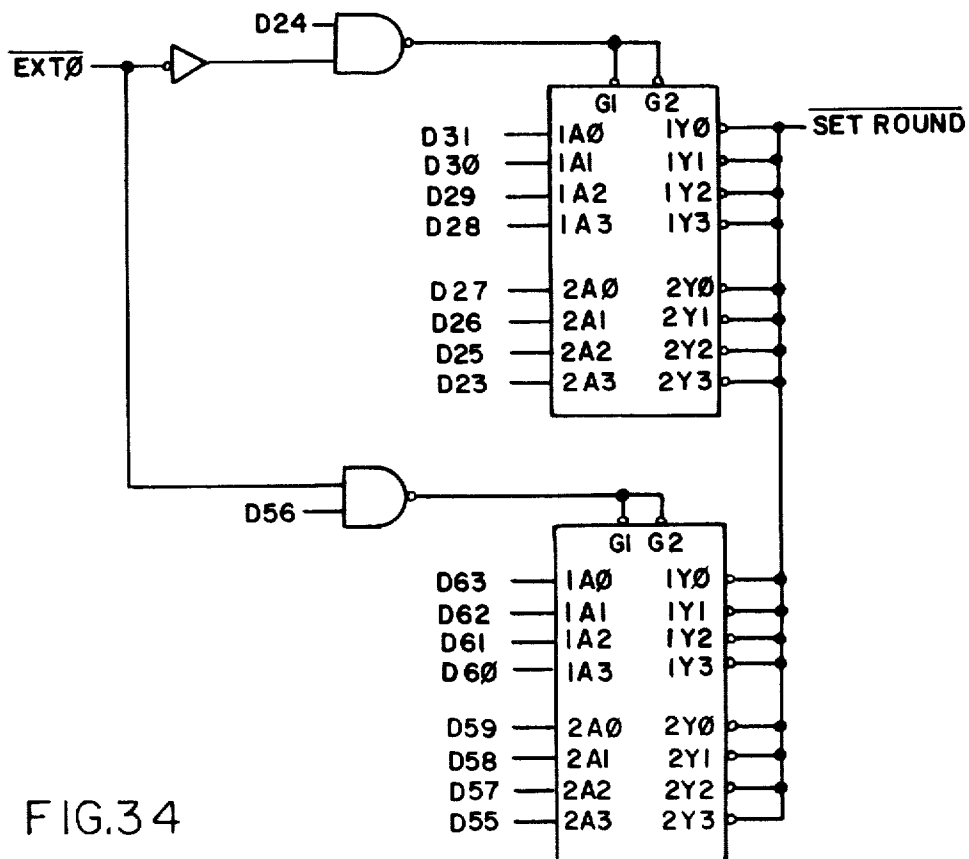 D24
EXTØ
G1 G2
D31 1AØ 1YØ SET ROUND
D3Ø 1A1 1Y1
D29 1A2 1Y2
D28 1A3 1Y3
D27 2AØ 2YØ
D26 2A1 2Y1
D25 2A2 2Y2
D23 2A3 2Y3
D56
G1 G2
D63 1AØ 1YØ
D62 1A1 1Y1
D61 1A2 1Y2
D6Ø 1A3 1Y3
D59 2AØ 2YØ
D58 2A1 2Y1
D57 2A2 2Y2
D55 2A3 2Y3
FIG.34